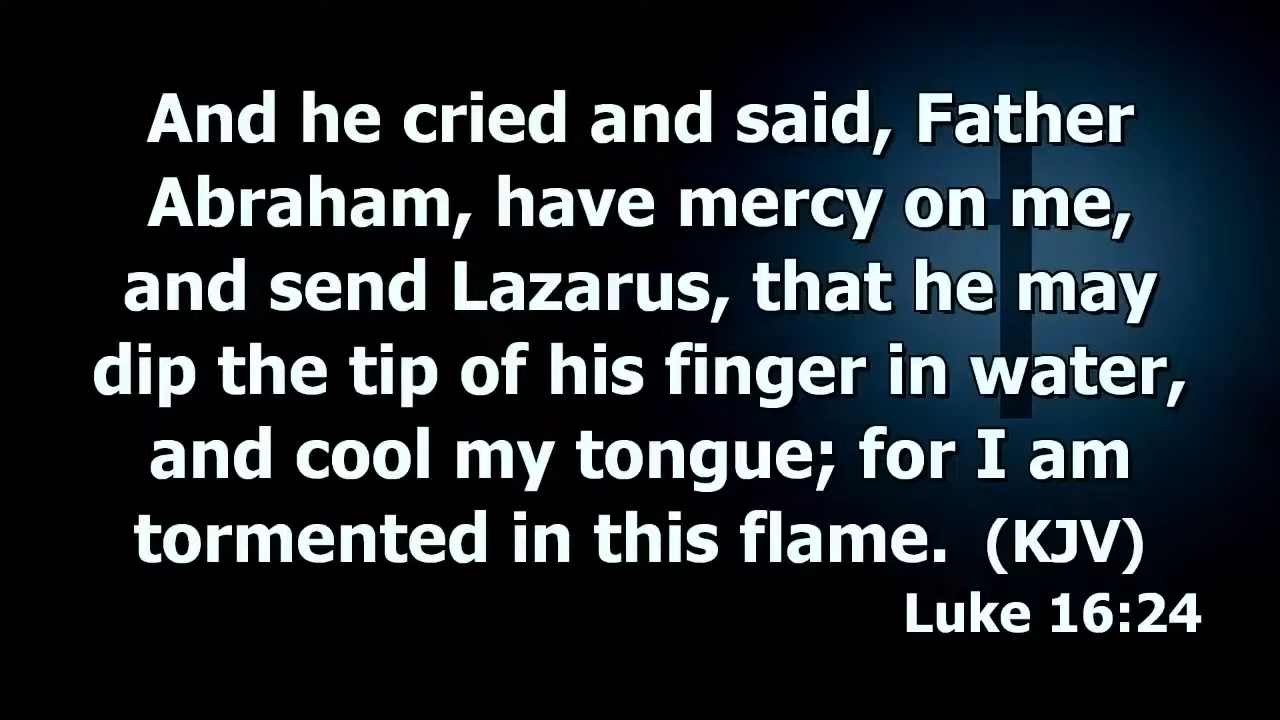 And he cried and said, Father
Abraham, have mercy on me,
and send Lazarus, that he may
dip the tip of his finger in water,
and cool my tongue; for I am
tormented in this flame. (KJV)
Luke 16:24